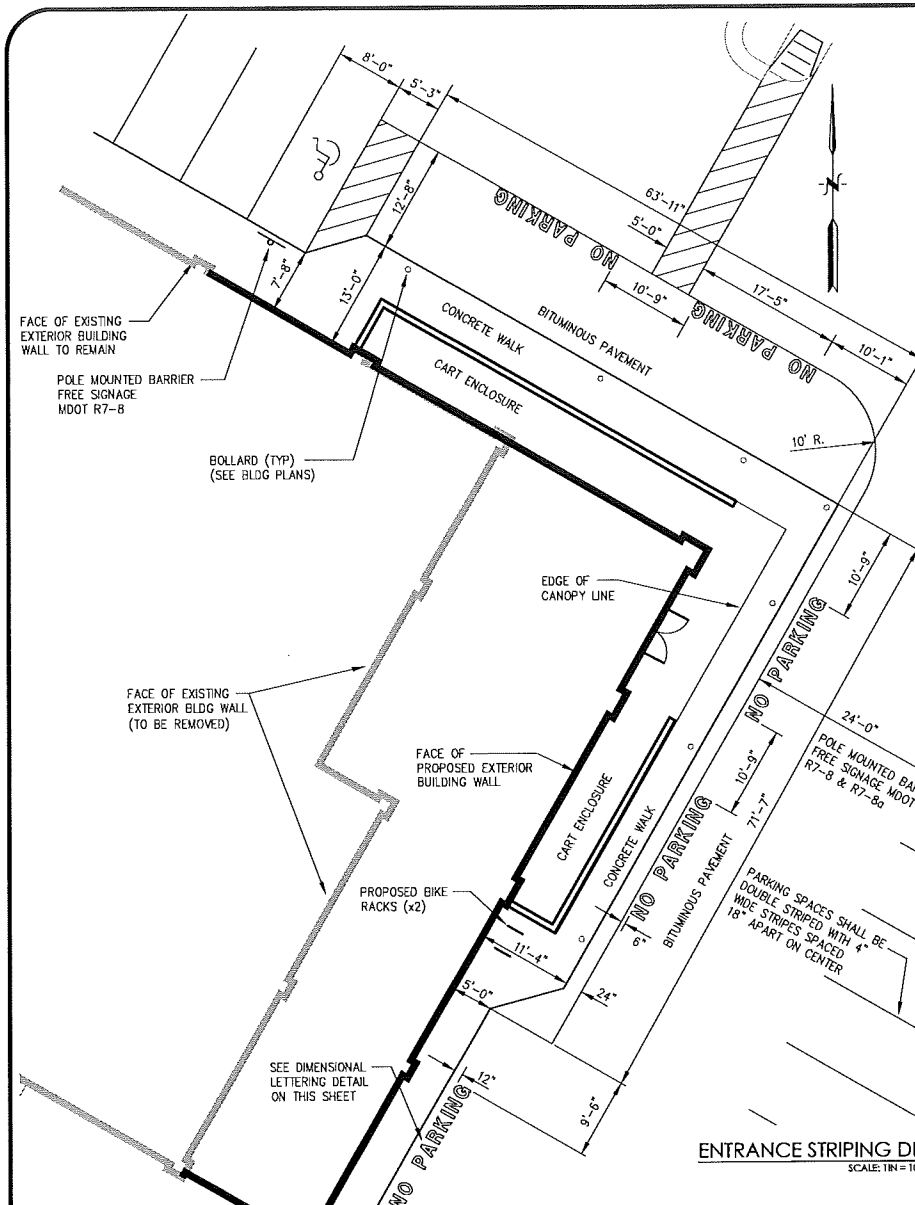 8'-0"
5'-3"
12'-8"
63'-11"
5'-0"
NO PARKING
NO PARKING
10'-9"
17'-5"
10'-1"
N
7'-8"
13'-0"
FACE OF EXISTING
EXTERIOR BUILDING
WALL TO REMAIN
POLE MOUNTED BARRIER
FREE SIGNAGE
MDOT R7-8
CONCRETE WALK
BITUMINOUS PAVEMENT
CART ENCLOSURE
10' R.
BOLLARD (TYP)
(SEE BLDG PLANS)
EDGE OF
CANOPY LINE
10'-9"
NO PARKING
FACE OF EXISTING
EXTERIOR BLDG WALL
(TO BE REMOVED)
24'-0"
POLE MOUNTED BA
FREE SIGNAGE MDOT
R7-8 & R7-8a
FACE OF
PROPOSED EXTERIOR
BUILDING WALL
10'-9"
71'-7"
CART ENCLOSURE
CONCRETE WALK
NO PARKING
BITUMINOUS PAVEMENT
PROPOSED BIKE
RACKS (x2)
PARKING SPACES SHALL BE
DOUBLE STRIPED WITH 4"
WIDE STRIPES SPACED
18" APART ON CENTER
6"
11'-4"
5'-0"
24"
SEE DIMENSIONAL
LETTERING DETAIL
ON THIS SHEET
12"
9'-6"
NO PARKING
ENTRANCE STRIPING D
SCALE: 1IN = 10